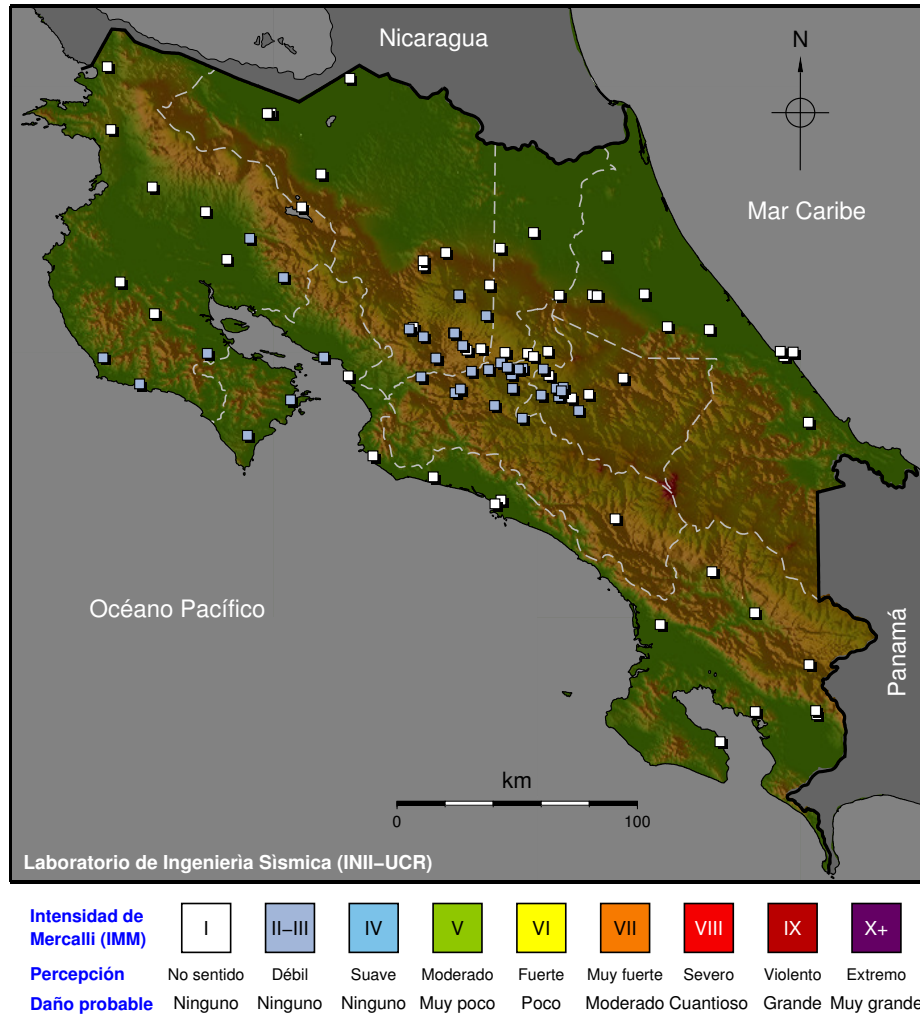 Nicaragua
N
Mar Caribe
Océano Pacífico
Panamá
km
0 100
Laboratorio de Ingenierìa Sìsmica (INII–UCR)
Intensidad de
Mercalli (IMM)
I II–III IV V VI VII VIII IX X+
Percepción No sentido Débil Suave Moderado Fuerte Muy fuerte Severo Violento Extremo
Daño probable Ninguno Ninguno Ninguno Muy poco Poco Moderado Cuantioso Grande Muy grande